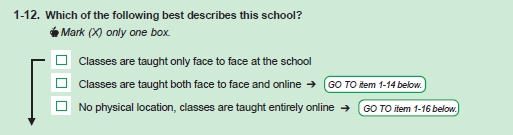 1-12. Which of the following best describes this school?
Mark (X) only one box.
Classes are taught only face to face at the school
Classes are taught both face to face and online → GO TO item 1-14 below.
No physical location, classes are taught entirely online → GO TO item 1-16 below.